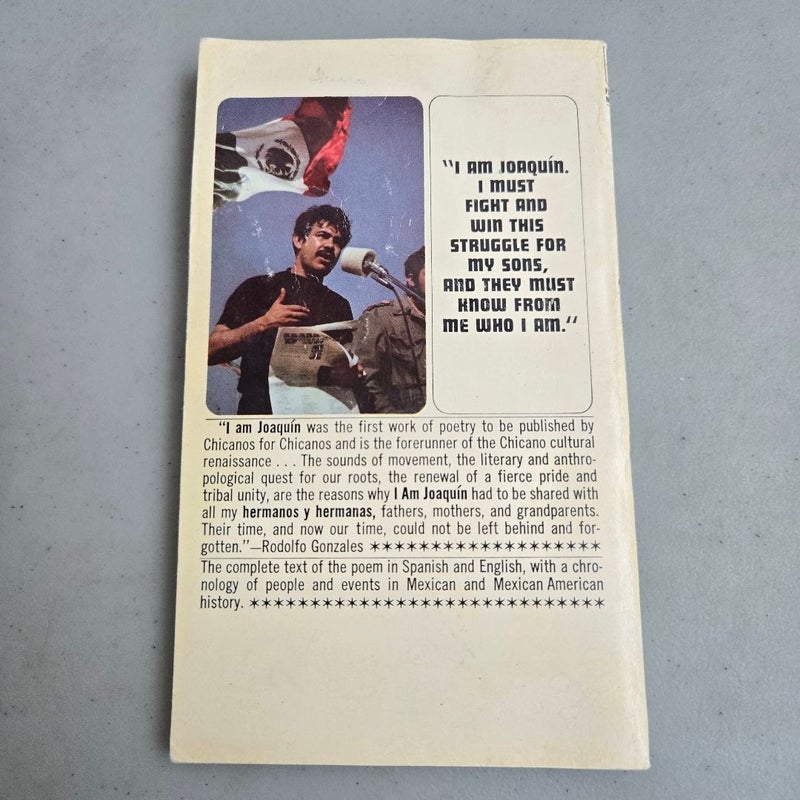 "I AM JOAQUÍN.
I MUST
FIGHT AND
WIN THIS
STRUGGLE FOR
MY SONS,
AND THEY MUST
KNOW FROM
ME WHO I AM."
"I am Joaquín was the first work of poetry to be published by
Chicanos for Chicanos and is the forerunner of the Chicano cultural
renaissance . . . The sounds of movement, the literary and anthro-
pological quest for our roots, the renewal of a fierce pride and
tribal unity, are the reasons why I Am Joaquín had to be shared with
all my hermanos y hermanas, fathers, mothers, and grandparents.
Their time, and now our time, could not be left behind and for-
gotten."—Rodolfo Gonzales ✶✶✶✶✶✶✶✶✶✶✶✶✶✶✶✶✶✶✶
The complete text of the poem in Spanish and English, with a chro-
nology of people and events in Mexican and Mexican American
history. ✶✶✶✶✶✶✶✶✶✶✶✶✶✶✶✶✶✶✶✶✶✶✶✶✶✶✶✶✶